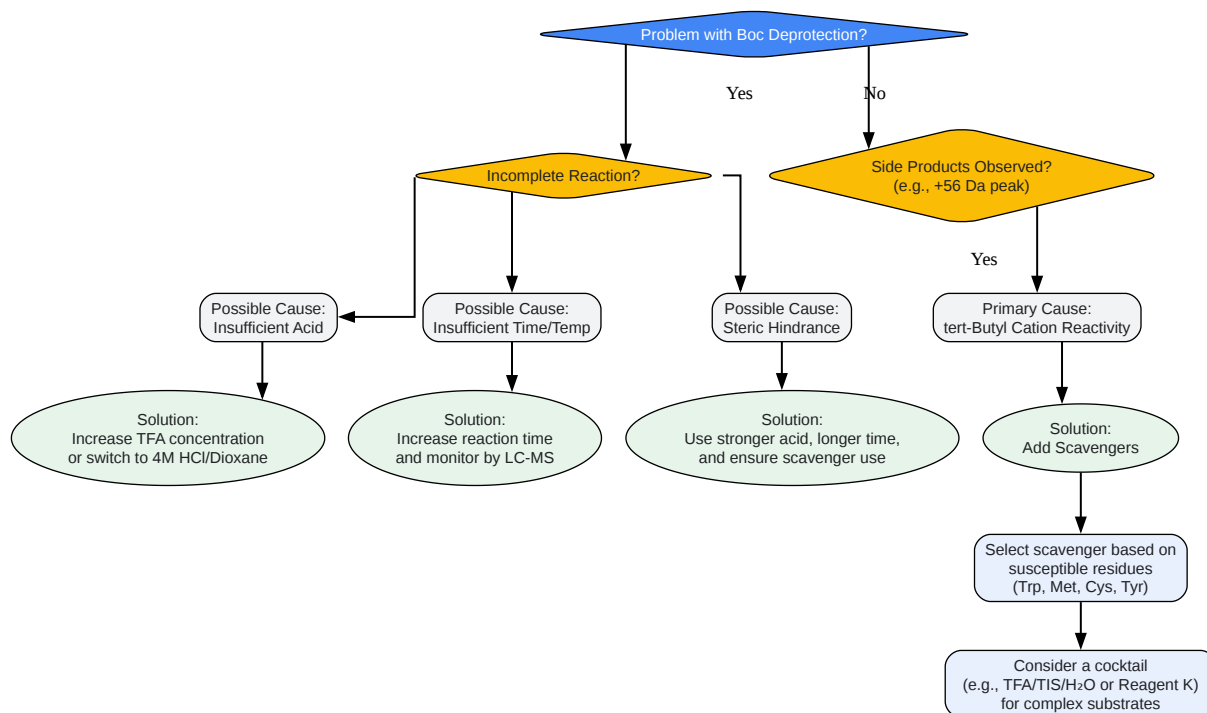 Problem with Boc Deprotection?
Yes
No
Incomplete Reaction?
Side Products Observed?
(e.g., +56 Da peak)
Yes
Possible Cause:
Insufficient Acid
Possible Cause:
Insufficient Time/Temp
Possible Cause:
Steric Hindrance
Primary Cause:
tert-Butyl Cation Reactivity
Solution:
Increase TFA concentration
or switch to 4M HCl/Dioxane
Solution:
Increase reaction time
and monitor by LC-MS
Solution:
Use stronger acid, longer time,
and ensure scavenger use
Solution:
Add Scavengers
Select scavenger based on
susceptible residues
(Trp, Met, Cys, Tyr)
Consider a cocktail
(e.g., TFA/TIS/H₂O or Reagent K)
for complex substrates